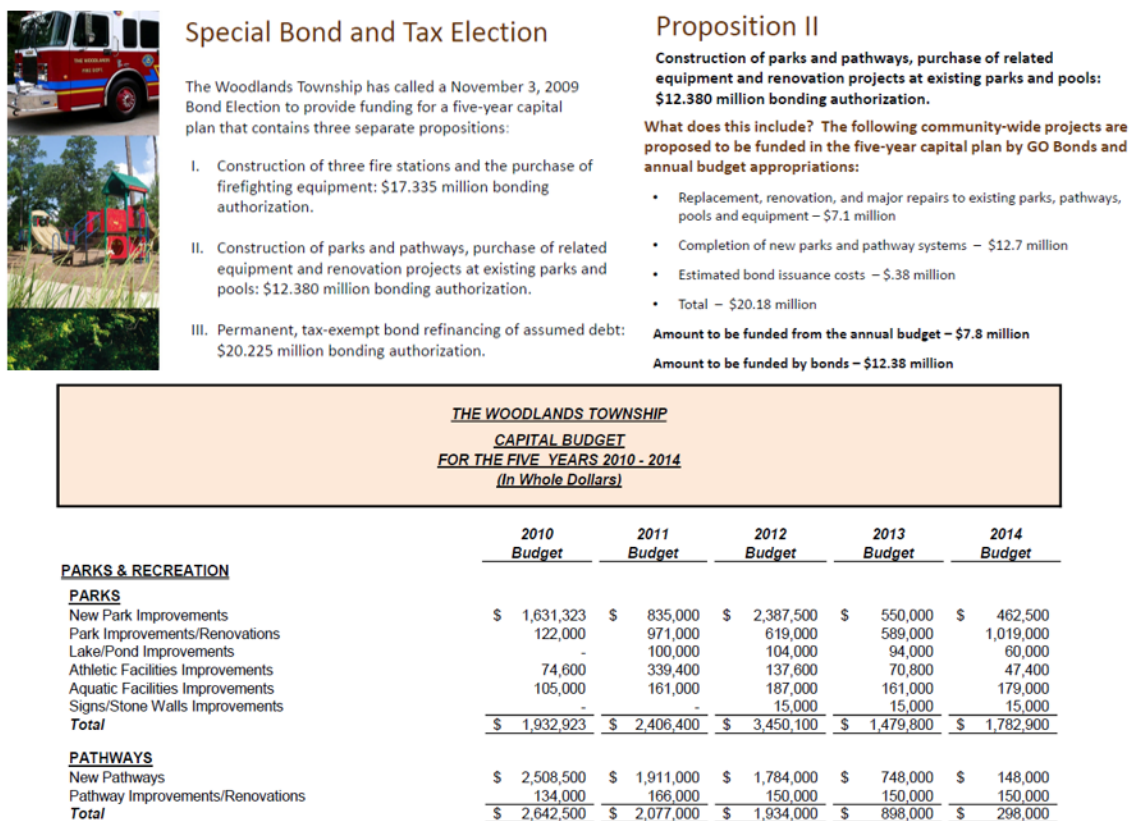 THE WOODLANDS
FIRE DEPT.
Special Bond and Tax Election
The Woodlands Township has called a November 3, 2009
Bond Election to provide funding for a five-year capital
plan that contains three separate propositions:
I. Construction of three fire stations and the purchase of
firefighting equipment: $17.335 million bonding
authorization.
II. Construction of parks and pathways, purchase of related
equipment and renovation projects at existing parks and
pools: $12.380 million bonding authorization.
III. Permanent, tax-exempt bond refinancing of assumed debt:
$20.225 million bonding authorization.
Proposition II
Construction of parks and pathways, purchase of related
equipment and renovation projects at existing parks and pools:
$12.380 million bonding authorization.
What does this include? The following community-wide projects are
proposed to be funded in the five-year capital plan by GO Bonds and
annual budget appropriations:
• Replacement, renovation, and major repairs to existing parks, pathways,
pools and equipment – $7.1 million
• Completion of new parks and pathway systems – $12.7 million
• Estimated bond issuance costs – $.38 million
• Total – $20.18 million
Amount to be funded from the annual budget – $7.8 million
Amount to be funded by bonds – $12.38 million
THE WOODLANDS TOWNSHIP
CAPITAL BUDGET
FOR THE FIVE YEARS 2010 - 2014
(In Whole Dollars)
2010 2011 2012 2013 2014
Budget Budget Budget Budget Budget
PARKS & RECREATION
PARKS
New Park Improvements $ 1,631,323 $ 835,000 $ 2,387,500 $ 550,000 $ 462,500
Park Improvements/Renovations 122,000 971,000 619,000 589,000 1,019,000
Lake/Pond Improvements - 100,000 104,000 94,000 60,000
Athletic Facilities Improvements 74,600 339,400 137,600 70,800 47,400
Aquatic Facilities Improvements 105,000 161,000 187,000 161,000 179,000
Signs/Stone Walls Improvements - - 15,000 15,000 15,000
Total $ 1,932,923 $ 2,406,400 $ 3,450,100 $ 1,479,800 $ 1,782,900
PATHWAYS
New Pathways $ 2,508,500 $ 1,911,000 $ 1,784,000 $ 748,000 $ 148,000
Pathway Improvements/Renovations 134,000 166,000 150,000 150,000 150,000
Total $ 2,642,500 $ 2,077,000 $ 1,934,000 $ 898,000 $ 298,000